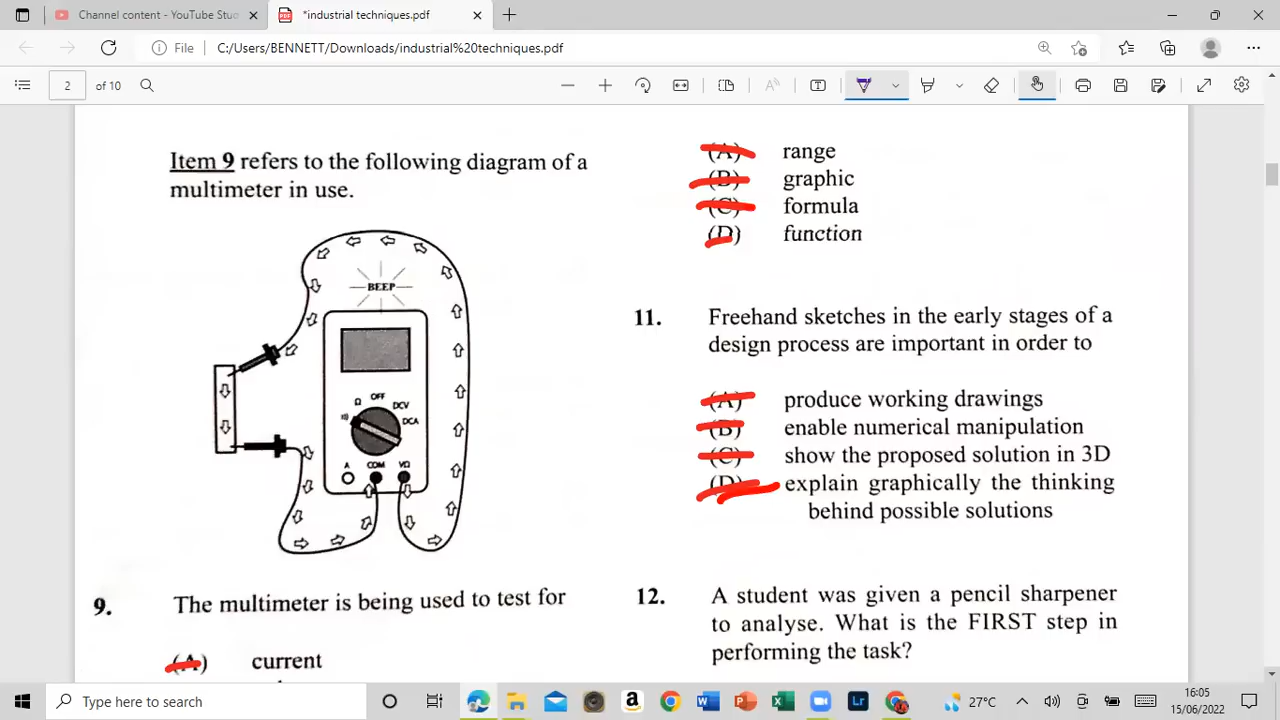 Channel content - YouTube Stu
*industrial techniques.pdf
File
C:/Users/BENNETT/Downloads/industrial%20techniques.pdf
2 of 10
Item 9 refers to the following diagram of a
multimeter in use.
BEEP
Ω OFF DCV
DCA
A COM VΩ
9. The multimeter is being used to test for
(A) current
(A) range
(B) graphic
(C) formula
(D) function
11. Freehand sketches in the early stages of a
design process are important in order to
(A) produce working drawings
(B) enable numerical manipulation
(C) show the proposed solution in 3D
(D) explain graphically the thinking
behind possible solutions
12. A student was given a pencil sharpener
to analyse. What is the FIRST step in
performing the task?
Type here to search
27°C
16:05
15/06/2022